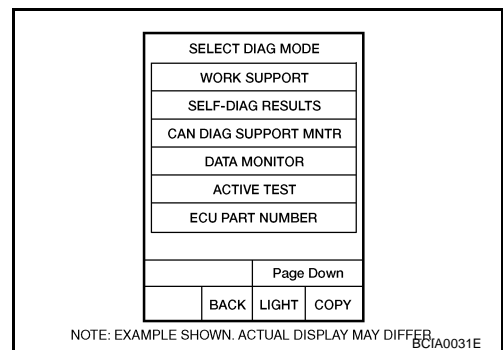 SELECT DIAG MODE
WORK SUPPORT
SELF-DIAG RESULTS
CAN DIAG SUPPORT MNTR
DATA MONITOR
ACTIVE TEST
ECU PART NUMBER
Page Down
BACK LIGHT COPY
NOTE: EXAMPLE SHOWN. ACTUAL DISPLAY MAY DIFFER.
BCIA0031E